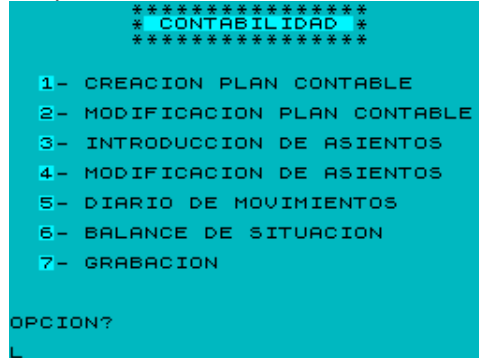 ****************
* CONTABILIDAD *
****************
1- CREACION PLAN CONTABLE
2- MODIFICACION PLAN CONTABLE
3- INTRODUCCION DE ASIENTOS
4- MODIFICACION DE ASIENTOS
5- DIARIO DE MOVIMIENTOS
6- BALANCE DE SITUACION
7- GRABACION
OPCION?
L